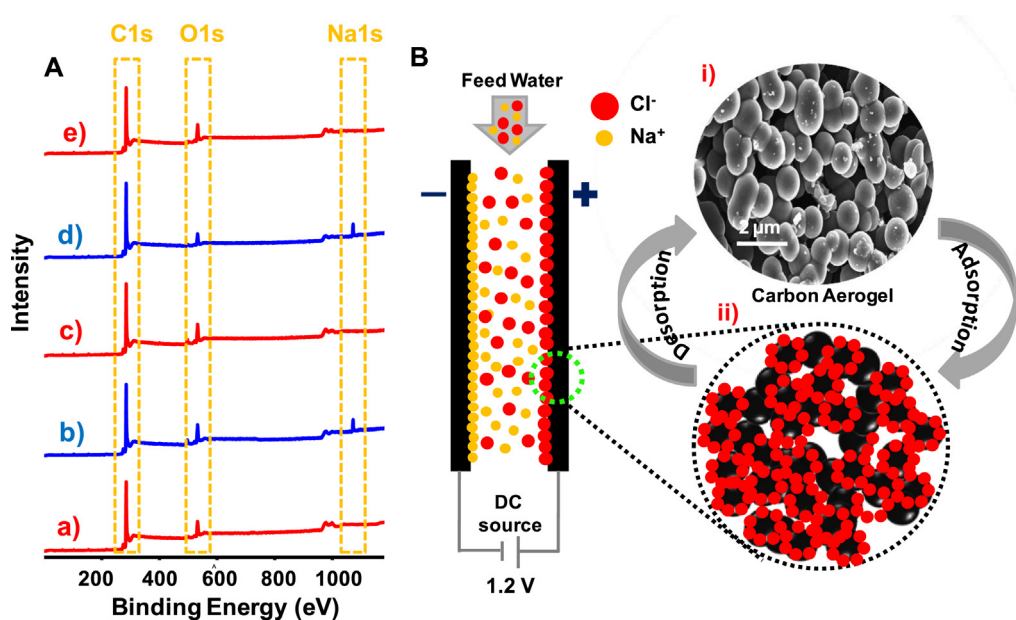 A
C1s
O1s
Na1s
e)
d)
c)
b)
a)
Intensity
200
400
600
800
1000
Binding Energy (eV)
B
Feed Water
Cl-
Na+
−
+
DC
source
1.2 V
i)
2 µm
Carbon Aerogel
ii)
Desorption
Adsorption